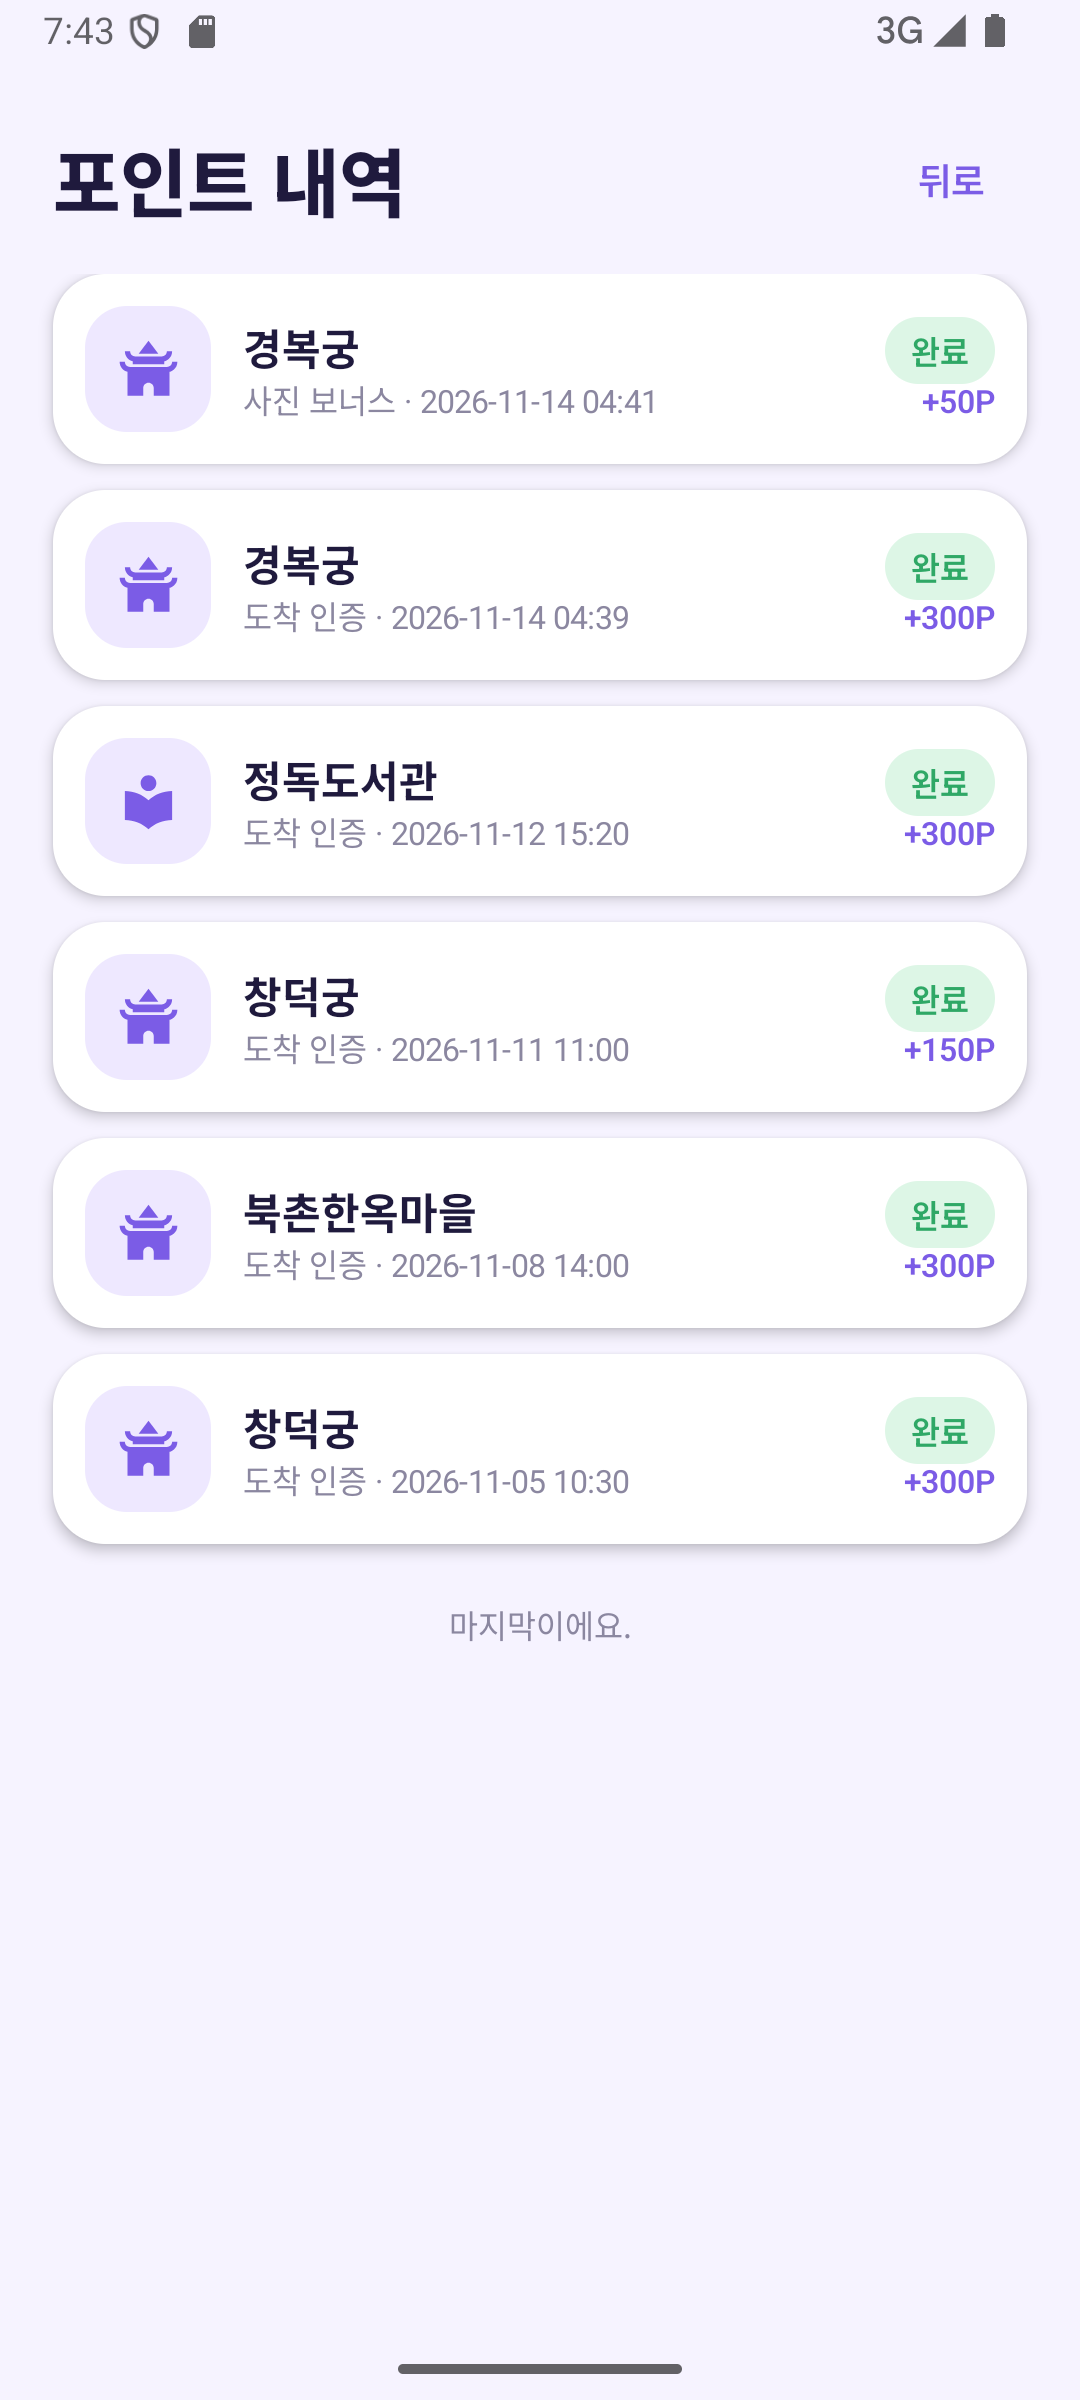 7:43
3G
포인트 내역
뒤로
경복궁
사진 보너스 · 2026-11-14 04:41
완료
+50P
경복궁
도착 인증 · 2026-11-14 04:39
완료
+300P
정독도서관
도착 인증 · 2026-11-12 15:20
완료
+300P
창덕궁
도착 인증 · 2026-11-11 11:00
완료
+150P
북촌한옥마을
도착 인증 · 2026-11-08 14:00
완료
+300P
창덕궁
도착 인증 · 2026-11-05 10:30
완료
+300P
마지막이에요.